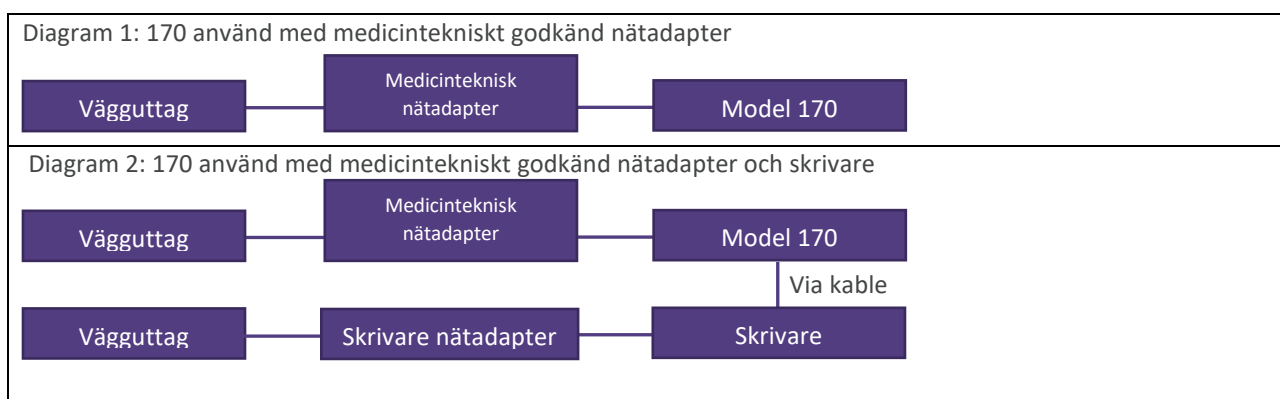 Diagram 1: 170 använd med medicintekniskt godkänd nätadapter
Vägguttag
Medicinteknisk
nätadapter
Model 170
Diagram 2: 170 använd med medicintekniskt godkänd nätadapter och skrivare
Vägguttag
Medicinteknisk
nätadapter
Model 170
Via kable
Vägguttag
Skrivare nätadapter
Skrivare